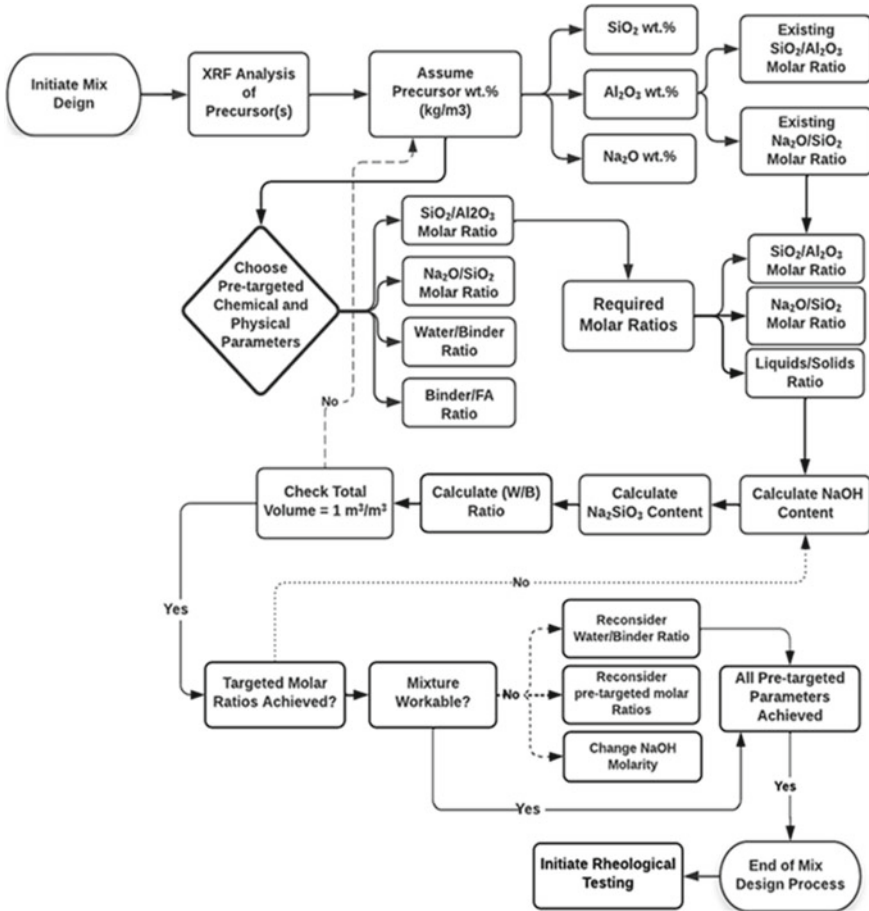 Initiate Mix
Deign
XRF Analysis
of
Precursor(s)
Assume
Precursor wt.%
(kg/m3)
SiO₂ wt.%
Al₂O₃ wt.%
Na₂O wt.%
Existing
SiO₂/Al₂O₃
Molar Ratio
Existing
Na₂O/SiO₂
Molar Ratio
Choose
Pre-targeted
Chemical and
Physical
Parameters
SiO₂/Al2O₃
Molar Ratio
Na₂O/SiO₂
Molar Ratio
Water/Binder
Ratio
Binder/FA
Ratio
Required
Molar Ratios
SiO₂/Al₂O₃
Molar Ratio
Na₂O/SiO₂
Molar Ratio
Liquids/Solids
Ratio
No
Check Total
Volume = 1 m³/m³
Calculate (W/B)
Ratio
Calculate
Na₂SiO₃ Content
Calculate NaOH
Content
No
Yes
Targeted Molar
Ratios Achieved?
Mixture
Workable?
No
Reconsider
Water/Binder Ratio
Reconsider
pre-targeted molar
Ratios
Change NaOH
Molarity
All Pre-targeted
Parameters
Achieved
Yes
Yes
Initiate Rheological
Testing
End of Mix
Design Process